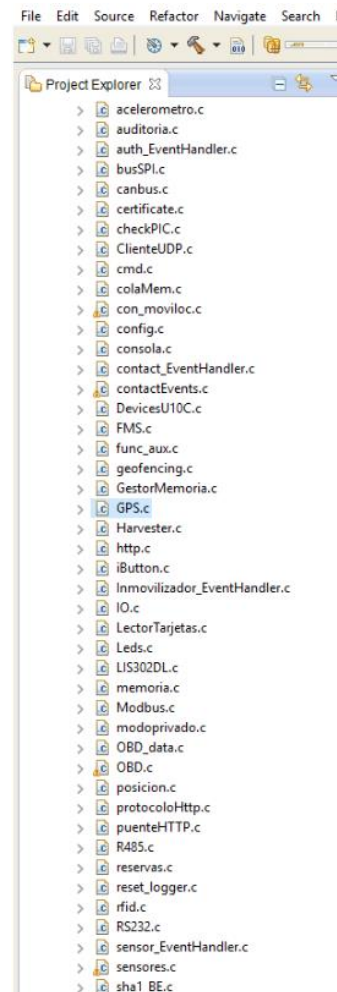 File Edit Source Refactor Navigate Search
Project Explorer
acelerometro.c
auditoria.c
auth_EventHandler.c
busSPI.c
canbus.c
certificate.c
checkPIC.c
ClienteUDP.c
cmd.c
colaMem.c
con_moviloc.c
config.c
consola.c
contact_EventHandler.c
contactEvents.c
DevicesU10C.c
FMS.c
func_aux.c
geofencing.c
GestorMemoria.c
GPS.c
Harvester.c
http.c
iButton.c
Inmovilizador_EventHandler.c
IO.c
LectorTarjetas.c
Leds.c
LIS302DL.c
memoria.c
Modbus.c
modoprivado.c
OBD_data.c
OBD.c
posicion.c
protocoloHttp.c
puenteHTTP.c
R485.c
reservas.c
reset_logger.c
rfid.c
RS232.c
sensor_EventHandler.c
sensores.c
sha1_BE.c